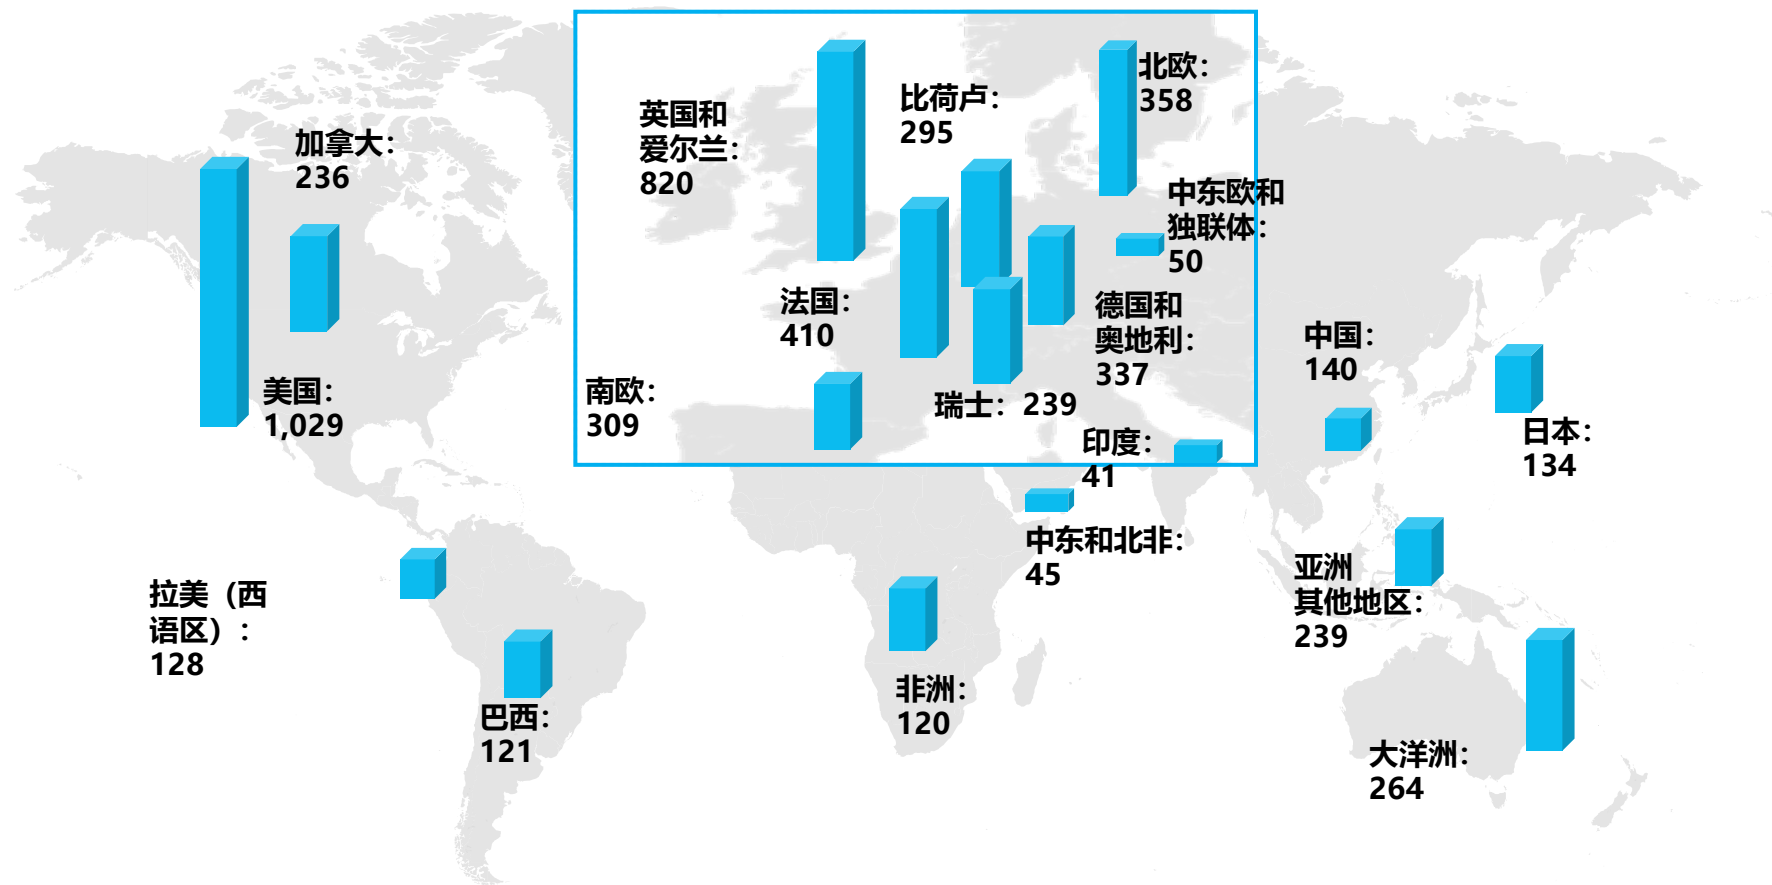 加拿大：
236
美国：
1,029
拉美（西
语区）：
128
巴西：
121
英国和
爱尔兰：
820
比荷卢：
295
北欧：
358
中东欧和
独联体：
50
法国：
410
德国和
奥地利：
337
南欧：
309
瑞士：239
印度：
41
中东和北非：
45
非洲：
120
中国：
140
日本：
134
亚洲
其他地区：
239
大洋洲：
264